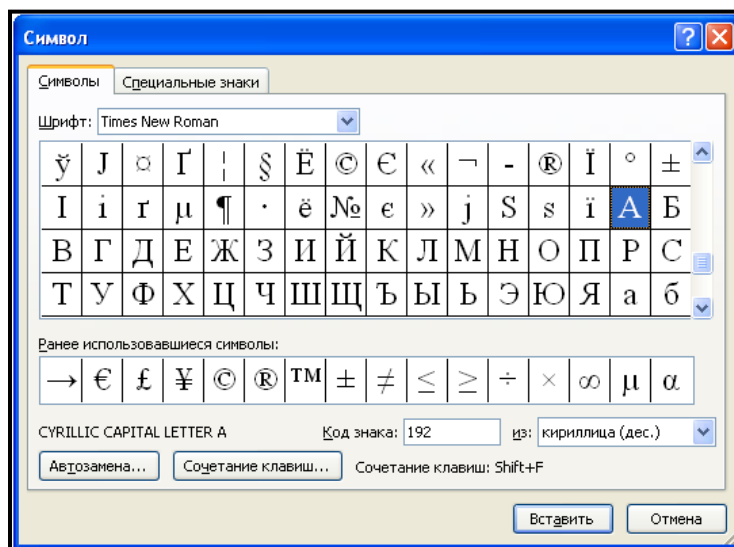 Символ
Символы Специальные знаки
Шрифт: Times New Roman
ў Ј ¤ Ґ ¦ § Ё © Є « ¬ - ® Ї ° ±
І і ґ µ ¶ · ё № є » ј Ѕ ѕ ї А Б
В Г Д Е Ж З И Й К Л М Н О П Р С
Т У Ф Х Ц Ч Ш Щ Ъ Ы Ь Э Ю Я а б
Ранее использовавшиеся символы:
→ € £ ¥ © ® ™ ± ≠ ≤ ≥ ÷ × ∞ µ α
CYRILLIC CAPITAL LETTER A Код знака: 192 из: кириллица (дес.)
Автозамена... Сочетание клавиш... Сочетание клавиш: Shift+F
Вставить Отмена